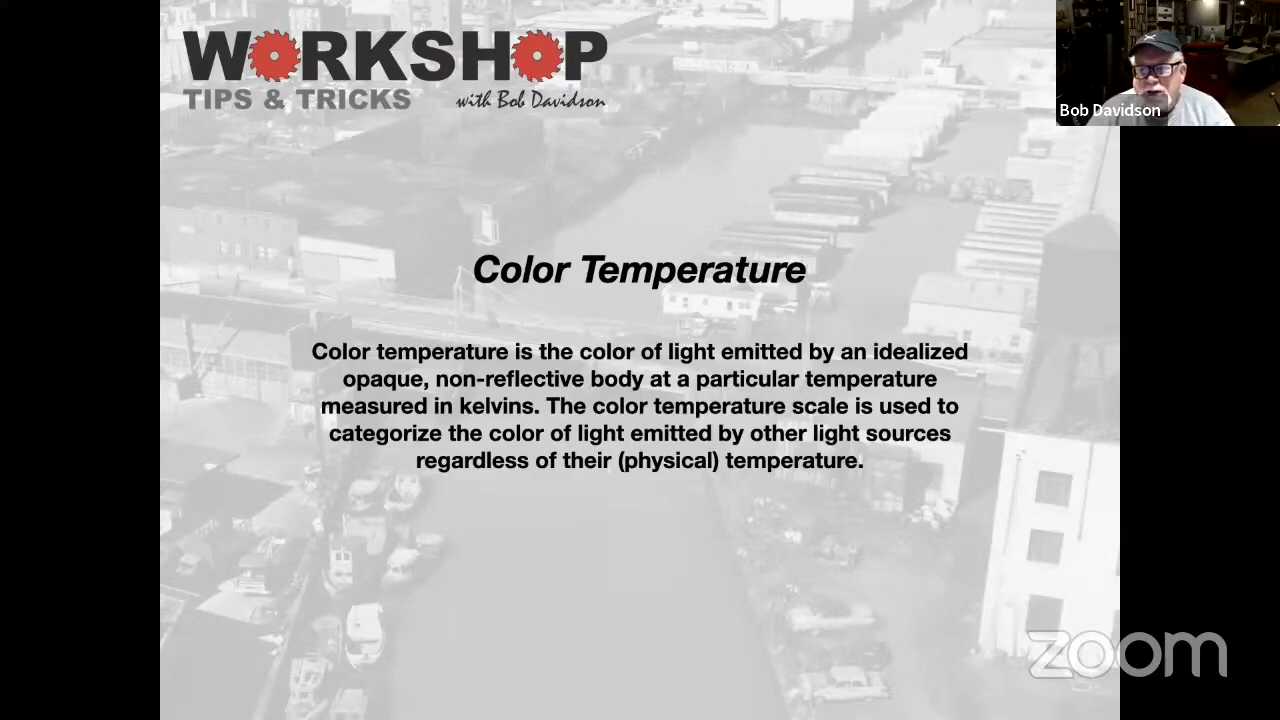 WORKSHOP
TIPS & TRICKS with Bob Davidson
Bob Davidson
Color Temperature
Color temperature is the color of light emitted by an idealized
opaque, non-reflective body at a particular temperature
measured in kelvins. The color temperature scale is used to
categorize the color of light emitted by other light sources
regardless of their (physical) temperature.
zoom